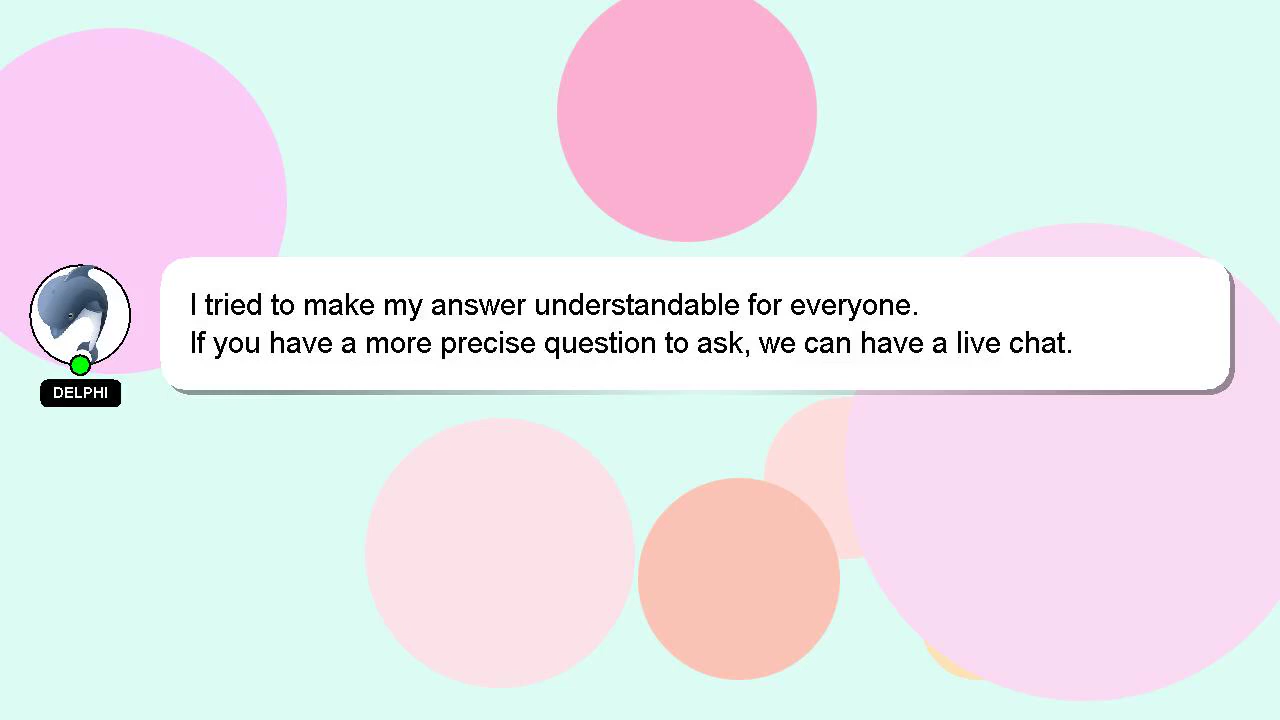 I tried to make my answer understandable for everyone.
If you have a more precise question to ask, we can have a live chat.
DELPHI